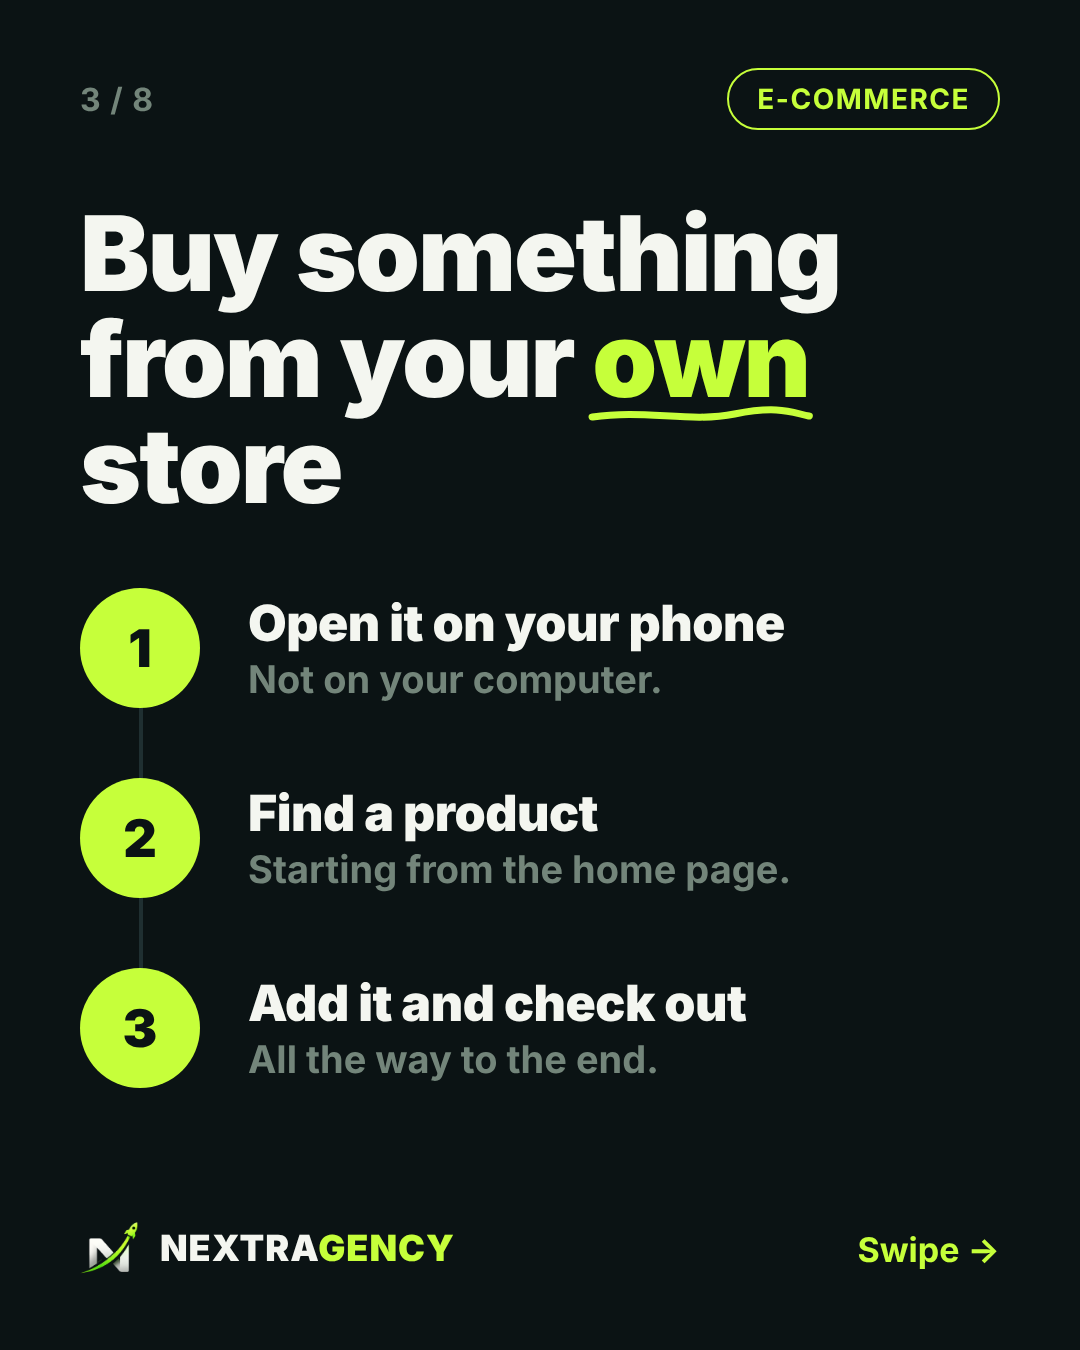 3 / 8
E-COMMERCE
Buy something
from your own
store
1
Open it on your phone
Not on your computer.
2
Find a product
Starting from the home page.
3
Add it and check out
All the way to the end.
NEXTRAGENCY
Swipe →